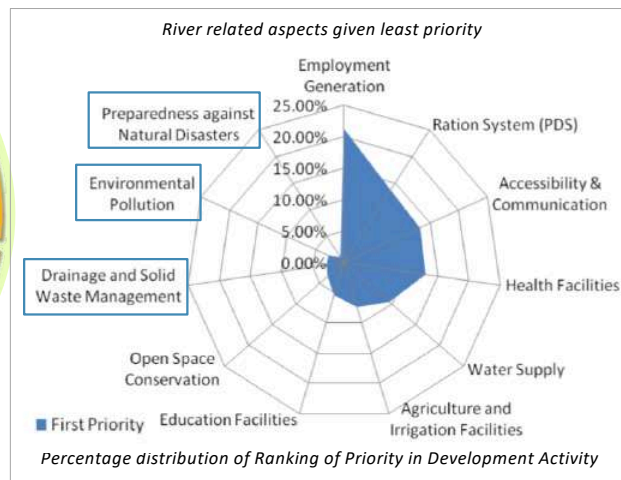 River related aspects given least priority
Employment
Generation
25.00%
20.00%
15.00%
10.00%
5.00%
0.00%
Ration System (PDS)
Accessibility &
Communication
Health Facilities
Water Supply
Agriculture and
Irrigation Facilities
Education Facilities
Open Space
Conservation
Drainage and Solid
Waste Management
Environmental
Pollution
Preparedness against
Natural Disasters
First Priority
Percentage distribution of Ranking of Priority in Development Activity